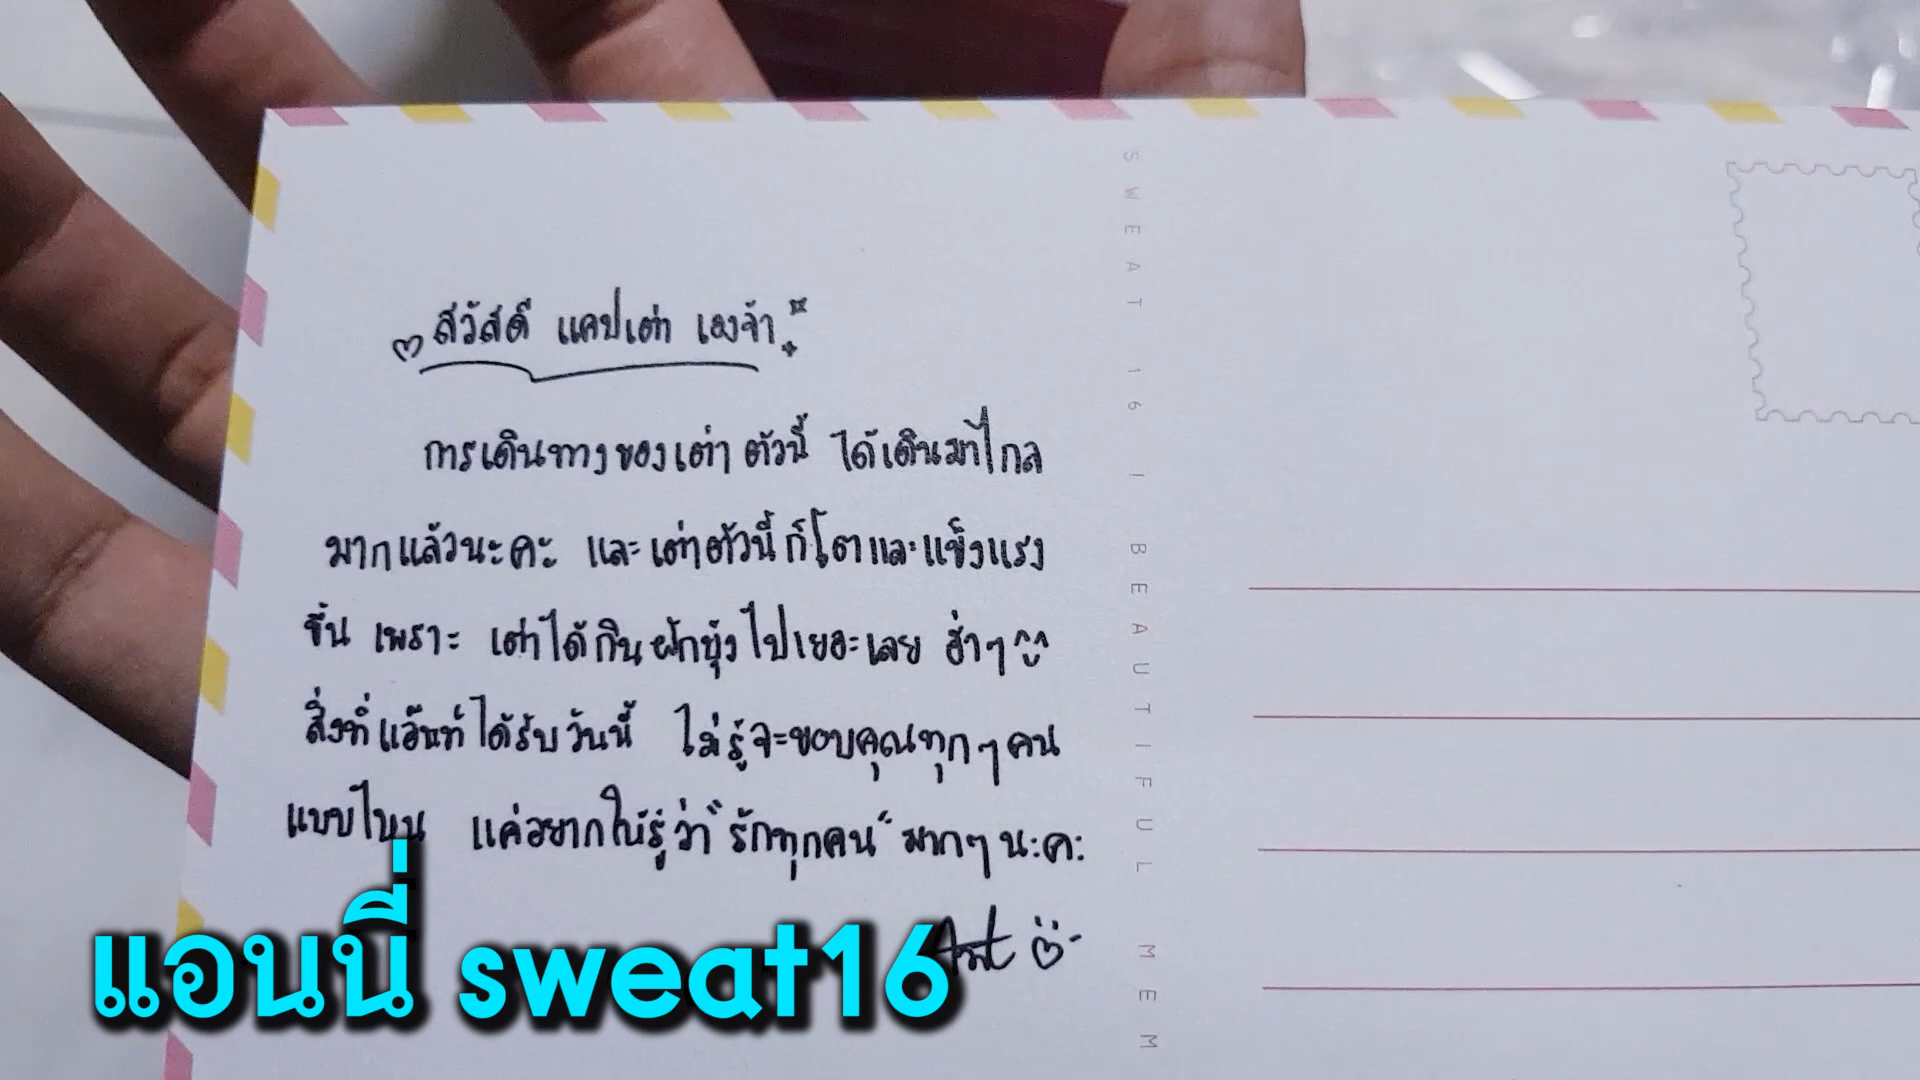 สวัสดี แคปเต่า เองจ้า
การเดินทางของเต่า ตัวนี้ ได้เดินมาไกล
มากแล้วนะคะ และเต่าตัวนี้ก็โตและแข็งแรง
ขึ้น เพราะ เต่าได้กินผักบุ้งไปเยอะเลย ฮ่าๆ
สิ่งที่แอ๊นท์ได้รับวันนี้ ไม่รู้จะขอบคุณทุกๆคน
แบบไหน แค่อยากให้รู้ว่า "รักทุกคน" มากๆ นะคะ
SWEAT 16 ! BEAUTIFUL MEM
แอนนี่ sweat16